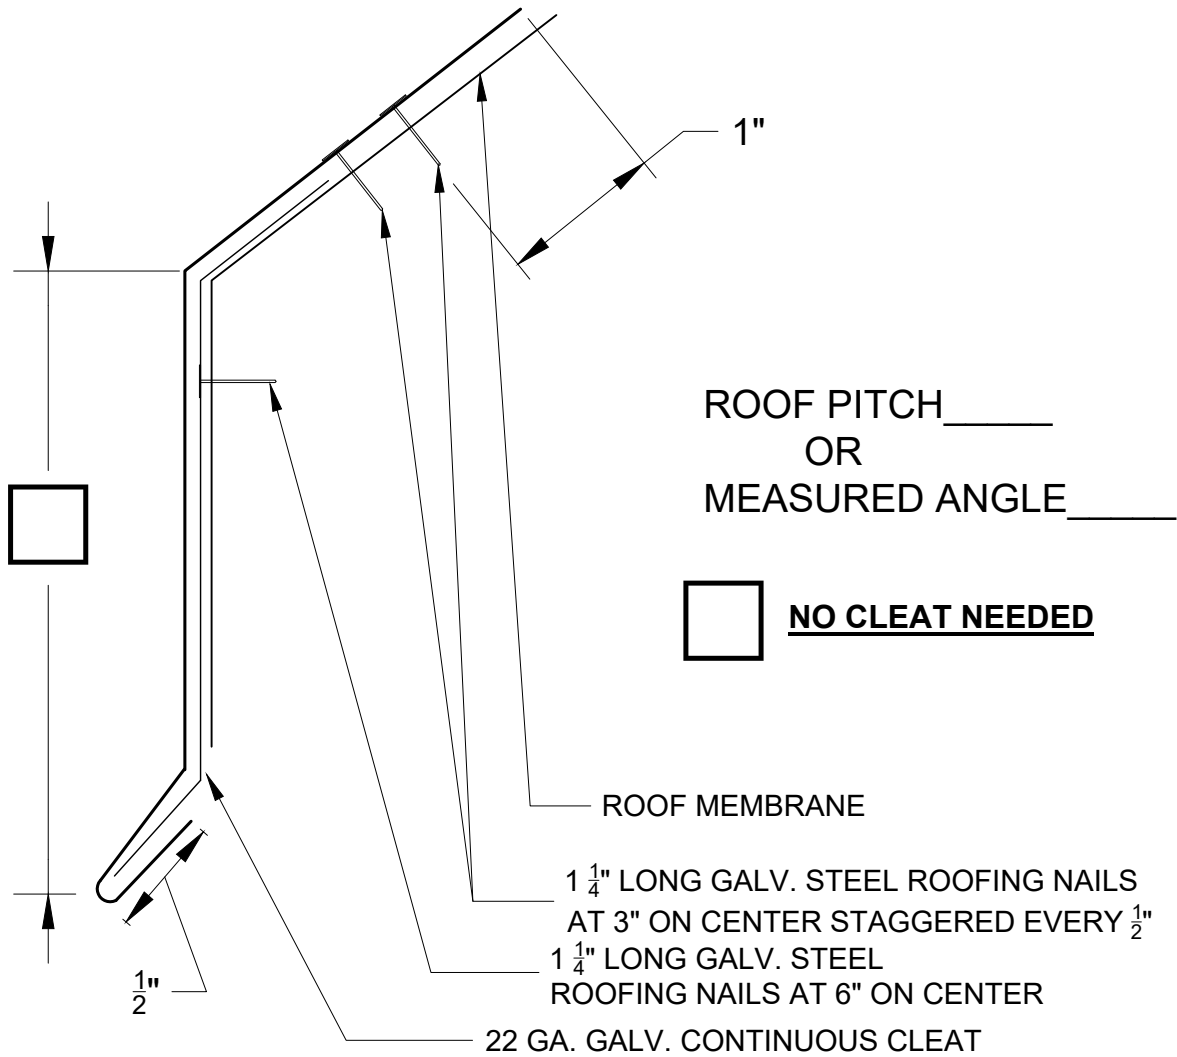 1"
ROOF PITCH_____
OR
MEASURED ANGLE_____
NO CLEAT NEEDED
ROOF MEMBRANE
1 1/4" LONG GALV. STEEL ROOFING NAILS
AT 3" ON CENTER STAGGERED EVERY 1/2"
1 1/4" LONG GALV. STEEL
ROOFING NAILS AT 6" ON CENTER
1/2"
22 GA. GALV. CONTINUOUS CLEAT